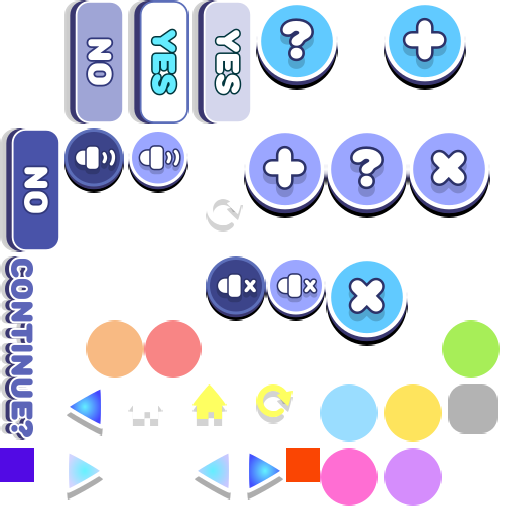 NO
YES
YES
?
+
NO
+
?
×
×
×
×
CONTINUE?